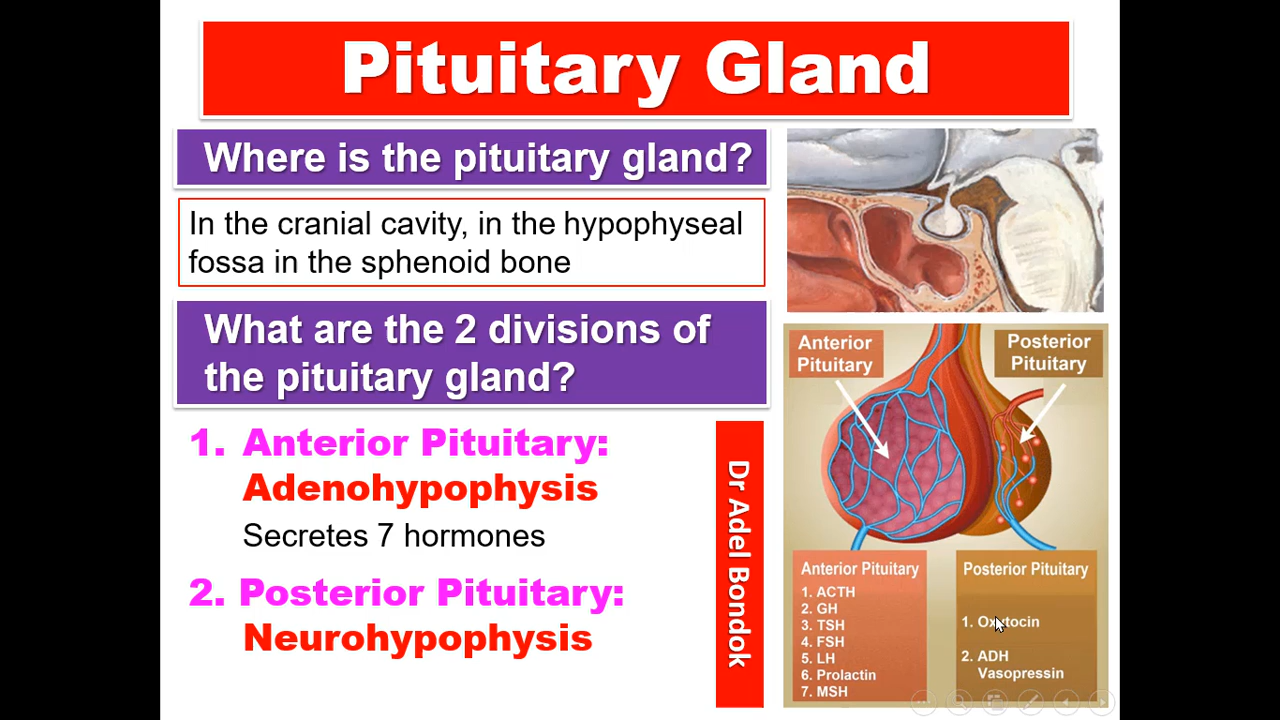 Pituitary Gland
Where is the pituitary gland?
In the cranial cavity, in the hypophyseal
fossa in the sphenoid bone
What are the 2 divisions of
the pituitary gland?
1. Anterior Pituitary:
Adenohypophysis
Secretes 7 hormones
2. Posterior Pituitary:
Neurohypophysis
Dr Adel Bondok
Anterior
Pituitary
Posterior
Pituitary
Anterior Pituitary
1. ACTH
2. GH
3. TSH
4. FSH
5. LH
6. Prolactin
7. MSH
Posterior Pituitary
1. Oxytocin
2. ADH
Vasopressin